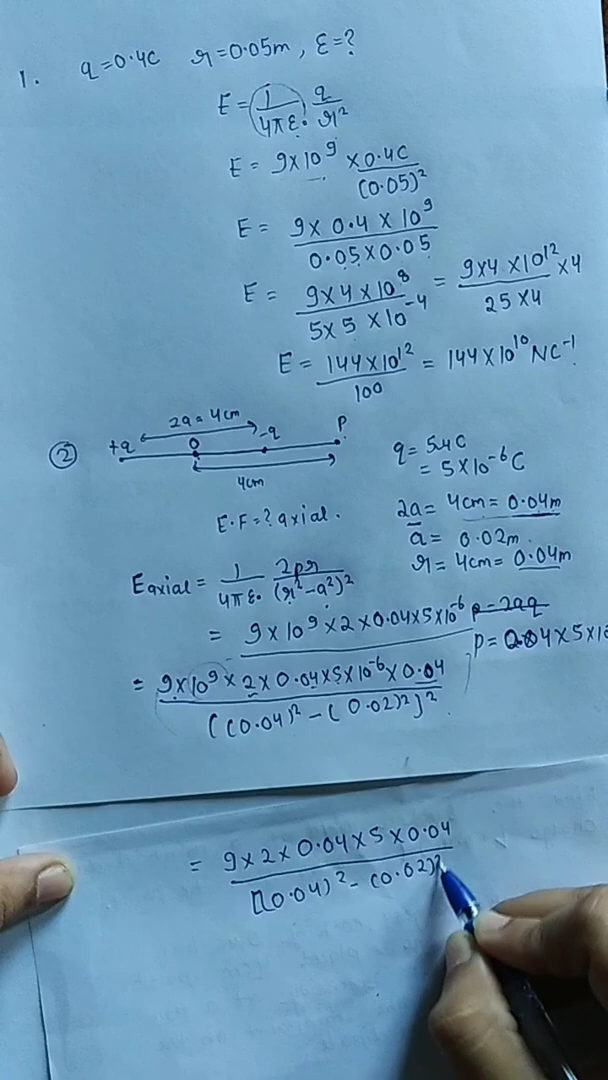 1. q=0.4C r=0.05m, E=?
E = 1/4πε₀ q/r²
E = 9×10⁹ × 0.4C/(0.05)²
E = 9×0.4×10⁹/0.05×0.05
E = 9×4×10⁸/5×5×10⁻⁴ = 9×4×10¹²×4/25×4
E = 144×10¹²/100 = 144×10¹⁰ NC⁻¹
② +q 2a=4cm O -q P
4cm
q = 5μC
= 5×10⁻⁶C
E.F=? axial.
2a = 4cm = 0.04m
a = 0.02m
r = 4cm = 0.04m
E axial = 1/4πε₀ 2pr/(r²-a²)²
= 9×10⁹×2×0.04×5×10⁻⁶ p=2aq
p = 0.04×5×10
= 9×10⁹×2×0.04×5×10⁻⁶×0.04/((0.04)²-(0.02)²)²
= 9×2×0.04×5×0.04/[(0.04)²-(0.02)²